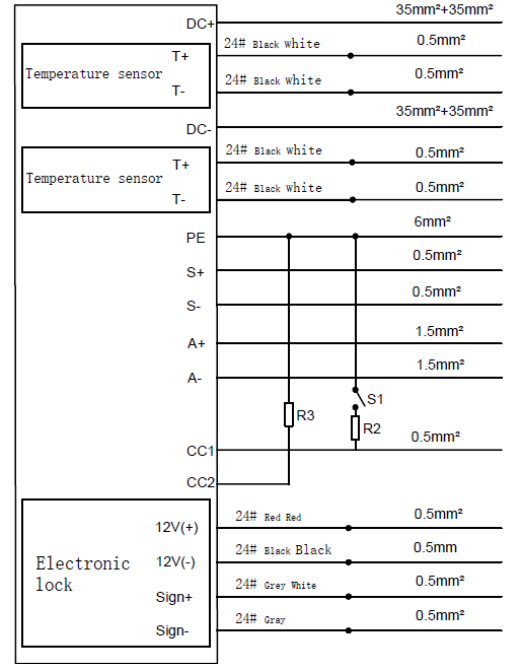 35mm²+35mm²
DC+
T+ 24# Black White 0.5mm²
Temperature sensor
T- 24# Black White 0.5mm²
35mm²+35mm²
DC-
T+ 24# Black White 0.5mm²
Temperature sensor
T- 24# Black White 0.5mm²
PE 6mm²
S+ 0.5mm²
S- 0.5mm²
A+ 1.5mm²
A- 1.5mm²
S1
R3 R2
CC1 0.5mm²
CC2
12V(+) 24# Red Red 0.5mm²
Electronic 12V(-) 24# Black Black 0.5mm
lock Sign+ 24# Grey White 0.5mm²
Sign- 24# Gray 0.5mm²